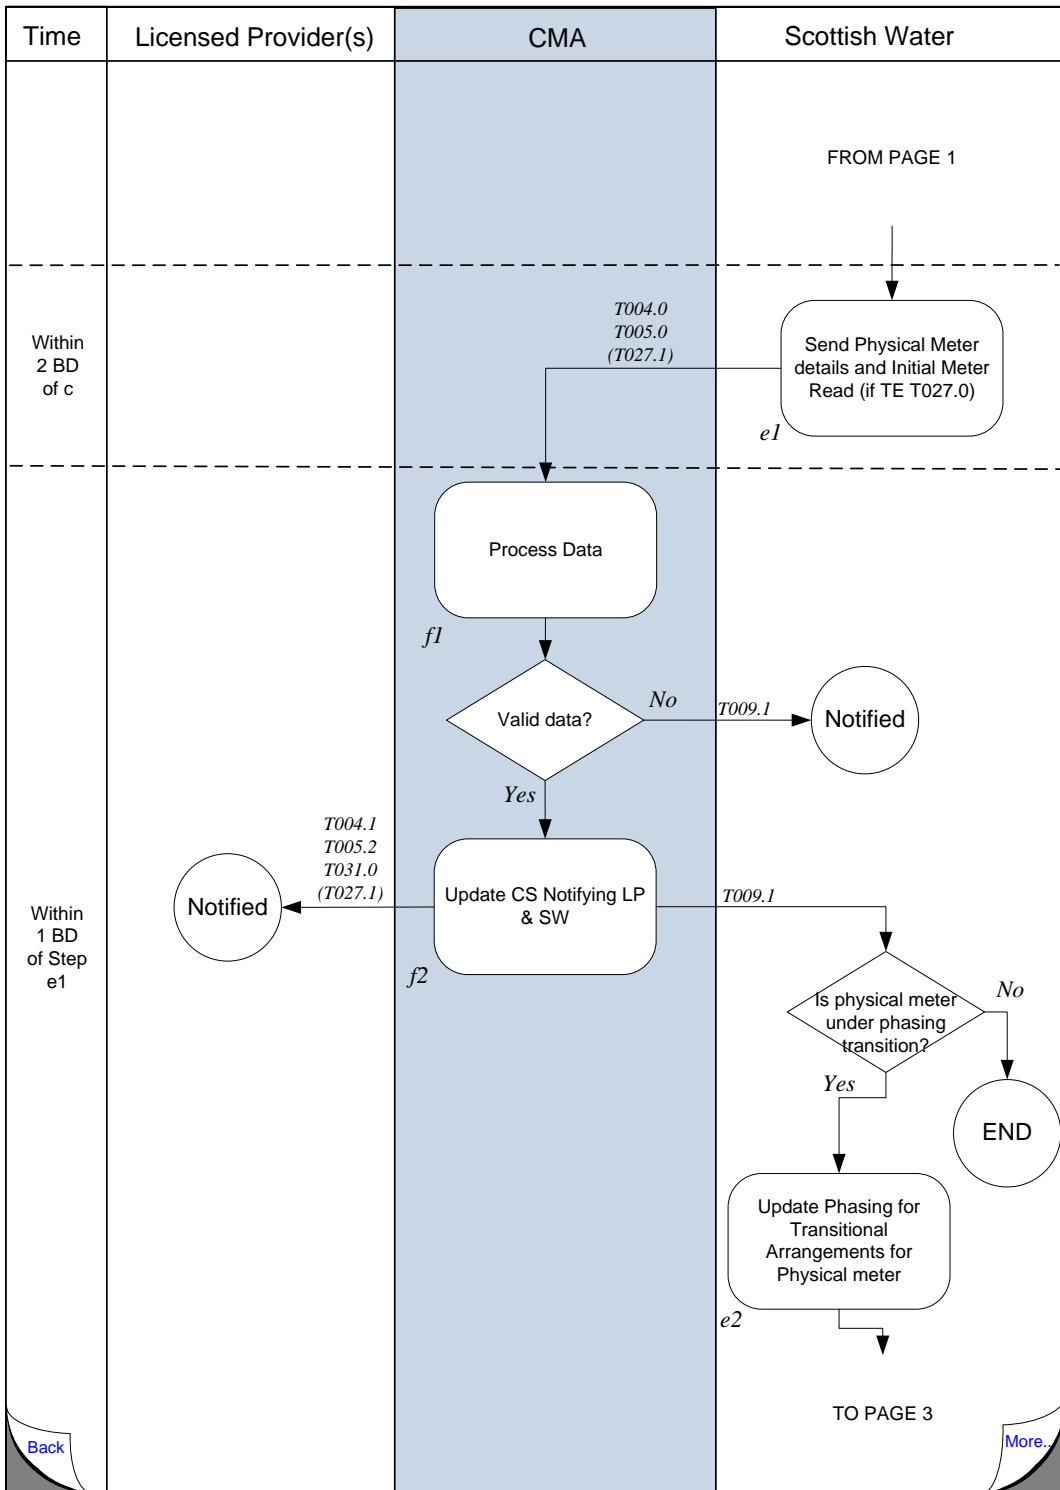 Time
Licensed Provider(s)
CMA
Scottish Water
FROM PAGE 1
Within
2 BD
of c
T004.0
T005.0
(T027.1)
Send Physical Meter
details and Initial Meter
Read (if TE T027.0)
e1
Process Data
f1
Valid data?
No
T009.1
Notified
Yes
T004.1
T005.2
T031.0
(T027.1)
Notified
Update CS Notifying LP
& SW
f2
T009.1
Within
1 BD
of Step
e1
Is physical meter
under phasing
transition?
No
Yes
END
Update Phasing for
Transitional
Arrangements for
Physical meter
e2
TO PAGE 3
Back
More..